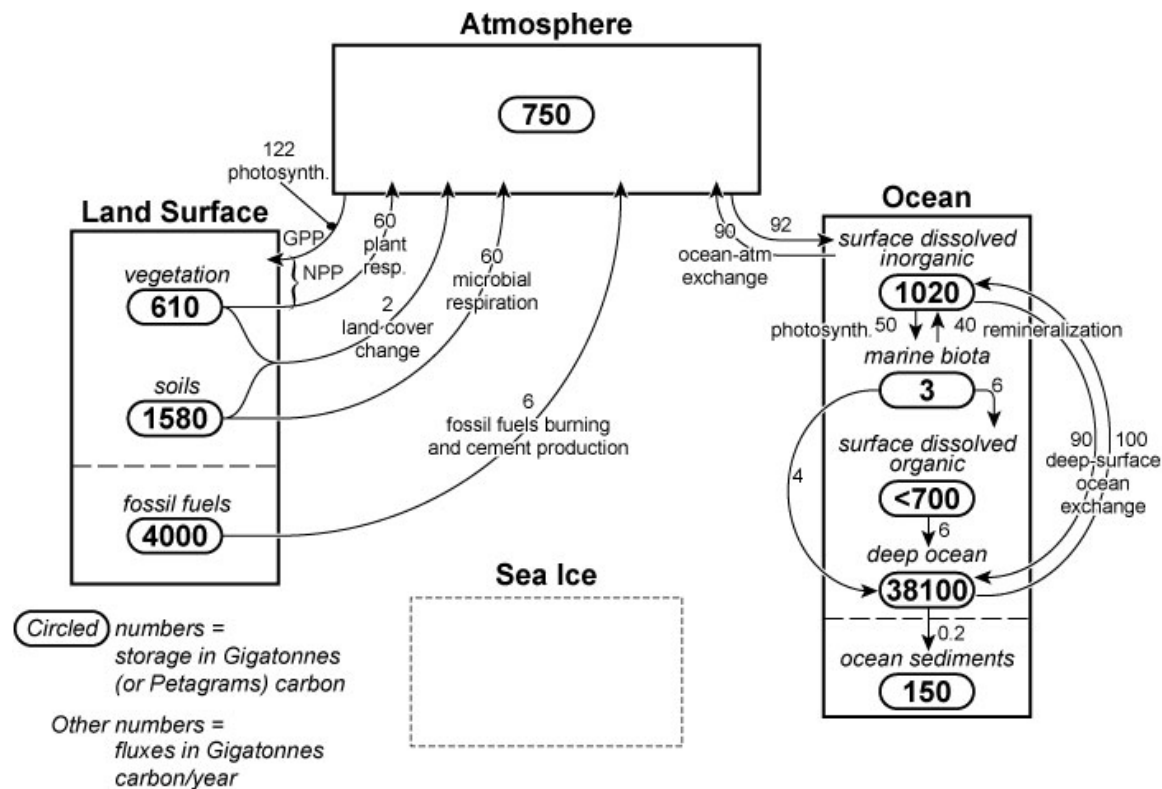 Atmosphere
750
122
photosynth.
Land Surface
GPP
NPP
60
plant
resp.
60
microbial
respiration
vegetation
610
2
land-cover
change
soils
1580
6
fossil fuels burning
and cement production
fossil fuels
4000
90
ocean-atm
exchange
92
Ocean
surface dissolved
inorganic
1020
photosynth. 50
40 remineralization
marine biota
3
6
surface dissolved
organic
<700
4
6
90 100
deep-surface
ocean
exchange
deep ocean
38100
0.2
ocean sediments
150
Sea Ice
Circled numbers =
storage in Gigatonnes
(or Petagrams) carbon
Other numbers =
fluxes in Gigatonnes
carbon/year